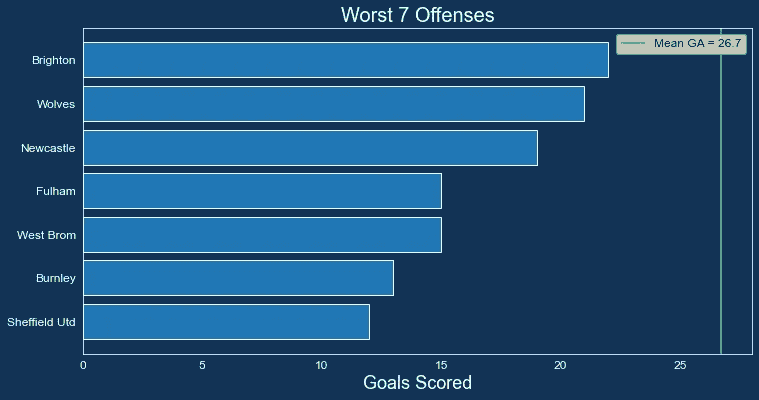 Worst 7 Offenses
Mean GA = 26.7
Brighton
Wolves
Newcastle
Fulham
West Brom
Burnley
Sheffield Utd
0 5 10 15 20 25
Goals Scored